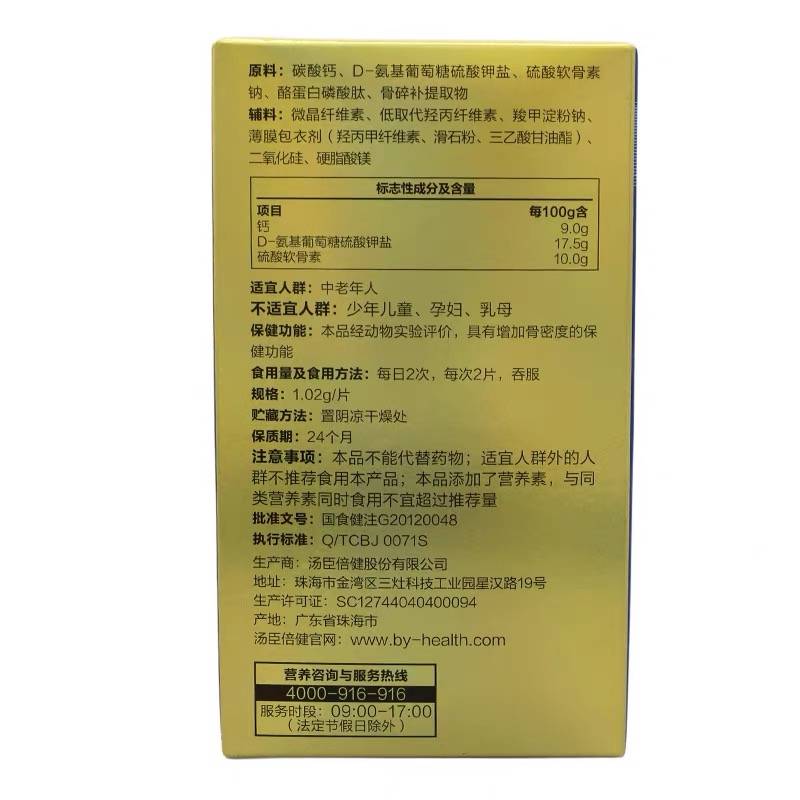 原料：碳酸钙、D-氨基葡萄糖硫酸钾盐、硫酸软骨素
钠、酪蛋白磷酸肽、骨碎补提取物
辅料：微晶纤维素、低取代羟丙纤维素、羧甲淀粉钠、
薄膜包衣剂（羟丙甲纤维素、滑石粉、三乙酸甘油酯）、
二氧化硅、硬脂酸镁
标志性成分及含量
项目 每100g含
钙 9.0g
D-氨基葡萄糖硫酸钾盐 17.5g
硫酸软骨素 10.0g
适宜人群：中老年人
不适宜人群：少年儿童、孕妇、乳母
保健功能：本品经动物实验评价，具有增加骨密度的保
健功能
食用量及食用方法：每日2次，每次2片，吞服
规格：1.02g/片
贮藏方法：置阴凉干燥处
保质期：24个月
注意事项：本品不能代替药物；适宜人群外的人
群不推荐食用本产品；本品添加了营养素，与同
类营养素同时食用不宜超过推荐量
批准文号：国食健注G20120048
执行标准：Q/TCBJ 0071S
生产商：汤臣倍健股份有限公司
地址：珠海市金湾区三灶科技工业园星汉路19号
生产许可证：SC12744040400094
产地：广东省珠海市
汤臣倍健官网：www.by-health.com
营养咨询与服务热线
4000-916-916
服务时段：09:00-17:00
（法定节假日除外）